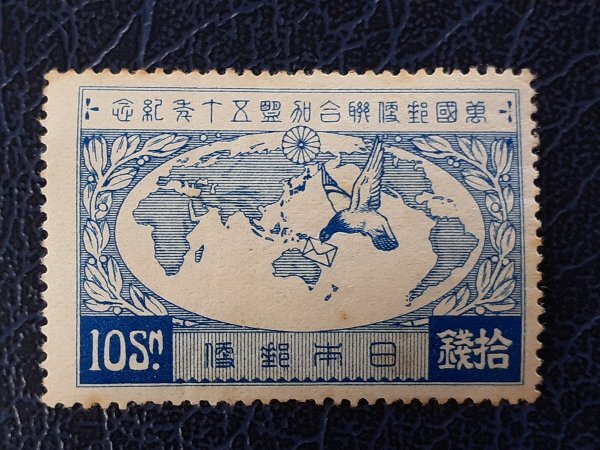 萬國郵便聯合加盟五十年紀念
日本郵便
拾錢
10 Sn.